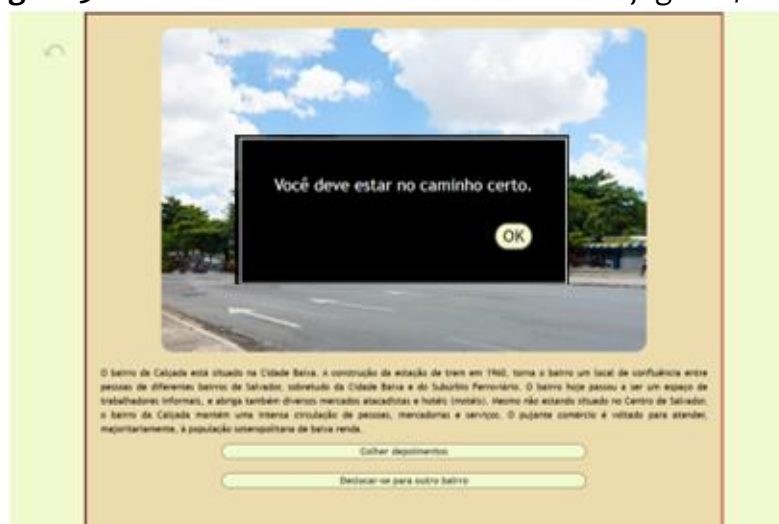 Você deve estar no caminho certo.
OK
O bairro da Calçada está situado na Cidade Baixa. A construção da estação de trem em 1960, torna o bairro um local de confluência entre
pessoas de diferentes bairros de Salvador, sobretudo da Cidade Baixa e do Subúrbio Ferroviário. O bairro hoje passou a ser um espaço de
trabalhadores informais, e abriga também diversos mercados atacadistas e hotéis (motéis). Mesmo não estando situado no Centro de Salvador,
o bairro da Calçada mantém uma intensa circulação de pessoas, mercadorias e serviços. O pujante comércio é voltado para atender,
majoritariamente, à população soteropolitana de baixa renda.
Colher depoimentos
Deslocar-se para outro bairro